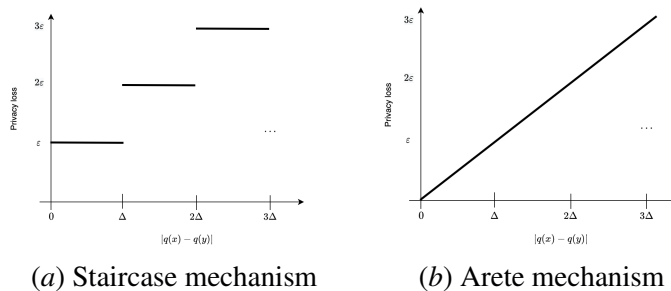 3ε
2ε
ε
Privacy loss
...
0 Δ 2Δ 3Δ
|q(x) − q(y)|
(a) Staircase mechanism
3ε
2ε
ε
Privacy loss
...
0 Δ 2Δ 3Δ
|q(x) − q(y)|
(b) Arete mechanism